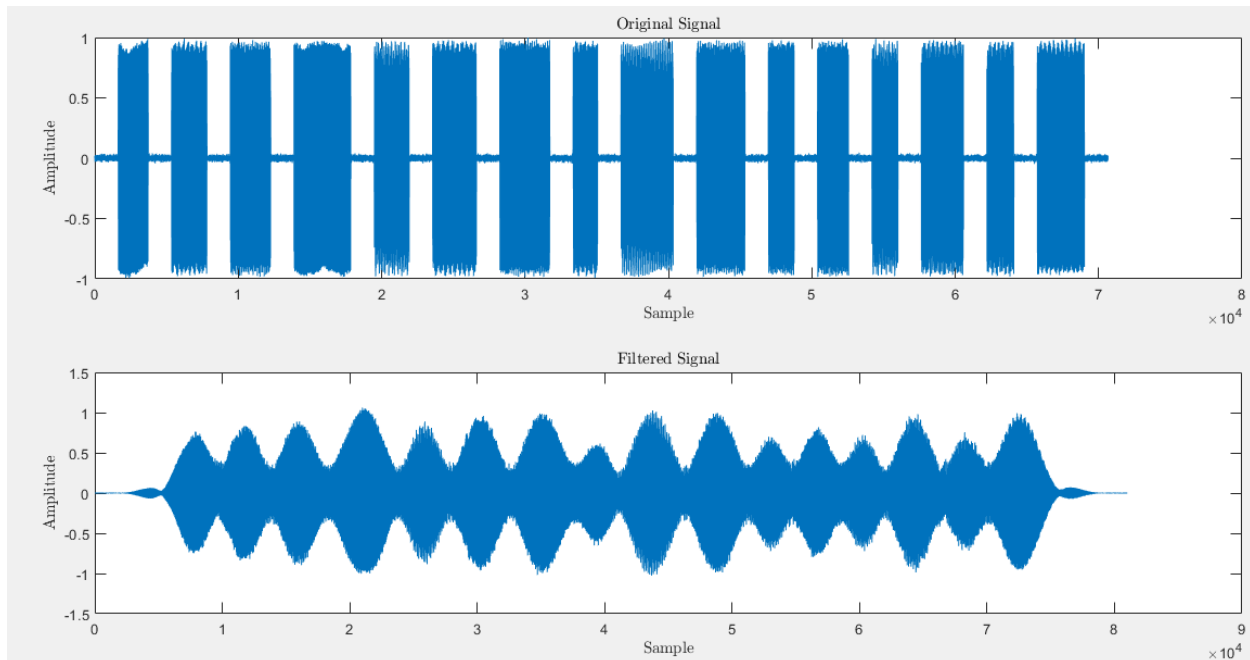 Original Signal
1
0.5
0
-0.5
-1
Amplitude
0 1 2 3 4 5 6 7 8
Sample
×10^4
Filtered Signal
1.5
1
0.5
0
-0.5
-1
-1.5
Amplitude
0 1 2 3 4 5 6 7 8 9
Sample
×10^4